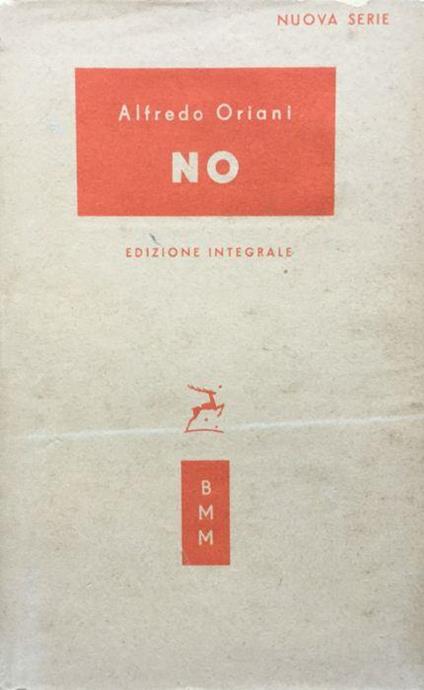 NUOVA SERIE
Alfredo Oriani
NO
EDIZIONE INTEGRALE
B
M
M